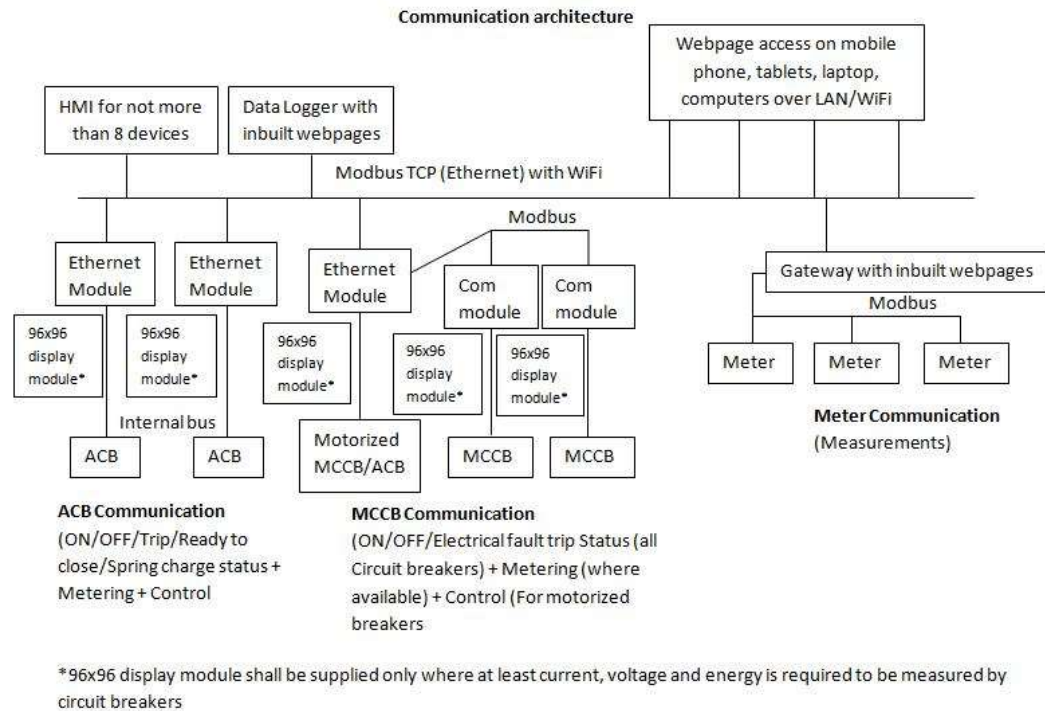 Communication architecture
Webpage access on mobile
phone, tablets, laptop,
computers over LAN/WiFi
HMI for not more
than 8 devices
Data Logger with
inbuilt webpages
Modbus TCP (Ethernet) with WiFi
Modbus
Ethernet
Module
Ethernet
Module
Ethernet
Module
Com
module
Com
module
Gateway with inbuilt webpages
Modbus
96x96
display
module*
96x96
display
module*
96x96
display
module*
96x96
display
module*
96x96
display
module*
Meter
Meter
Meter
Meter Communication
(Measurements)
Internal bus
ACB
ACB
Motorized
MCCB/ACB
MCCB
MCCB
ACB Communication
(ON/OFF/Trip/Ready to
close/Spring charge status +
Metering + Control
MCCB Communication
(ON/OFF/Electrical fault trip Status (all
Circuit breakers) + Metering (where
available) + Control (For motorized
breakers
*96x96 display module shall be supplied only where at least current, voltage and energy is required to be measured by
circuit breakers